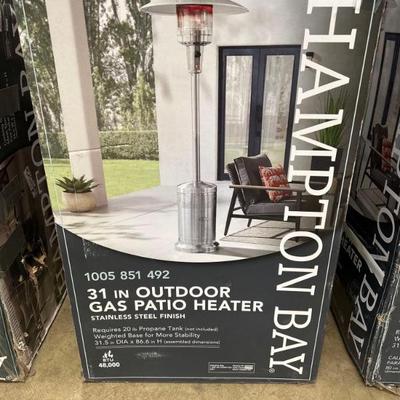 HAMPTON BAY
1005 851 492
31 IN OUTDOOR
GAS PATIO HEATER
STAINLESS STEEL FINISH
Requires 20 lb Propane Tank (not included)
Weighted Base for More Stability
31.5 in DIA x 86.6 in H (assembled dimensions)
BTU
48,000